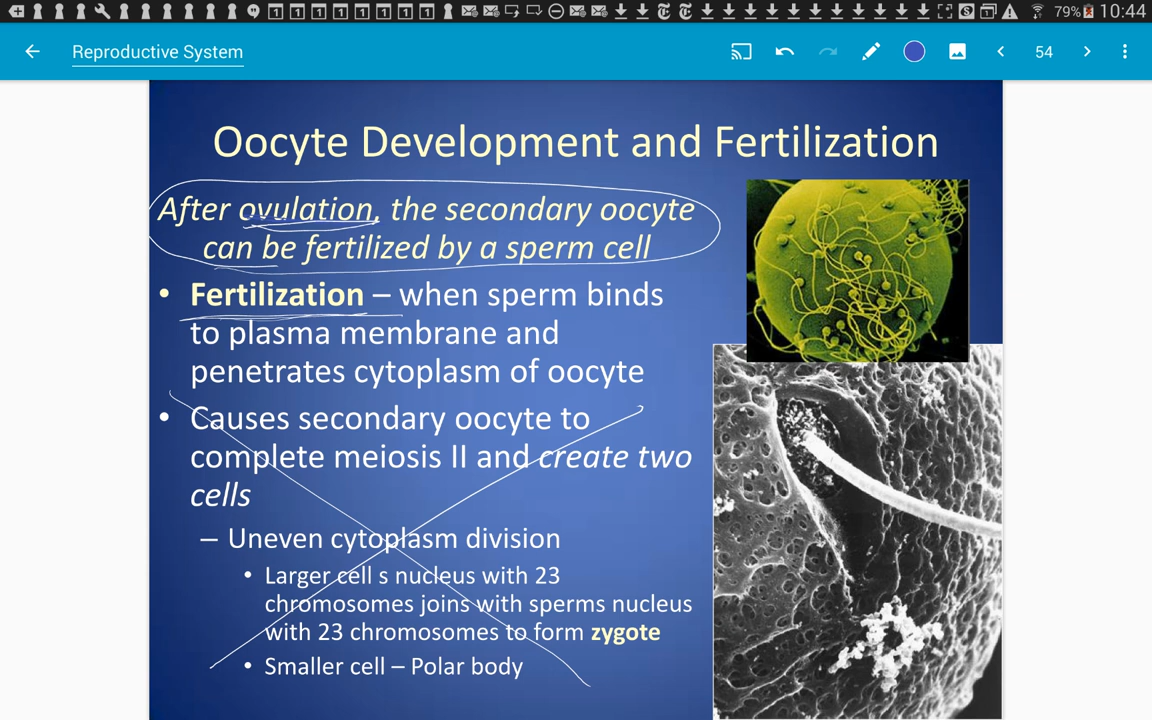 79% 10:44
Reproductive System
54
Oocyte Development and Fertilization
After ovulation, the secondary oocyte
can be fertilized by a sperm cell
• Fertilization – when sperm binds
to plasma membrane and
penetrates cytoplasm of oocyte
• Causes secondary oocyte to
complete meiosis II and create two
cells
– Uneven cytoplasm division
• Larger cell s nucleus with 23
chromosomes joins with sperms nucleus
with 23 chromosomes to form zygote
• Smaller cell – Polar body